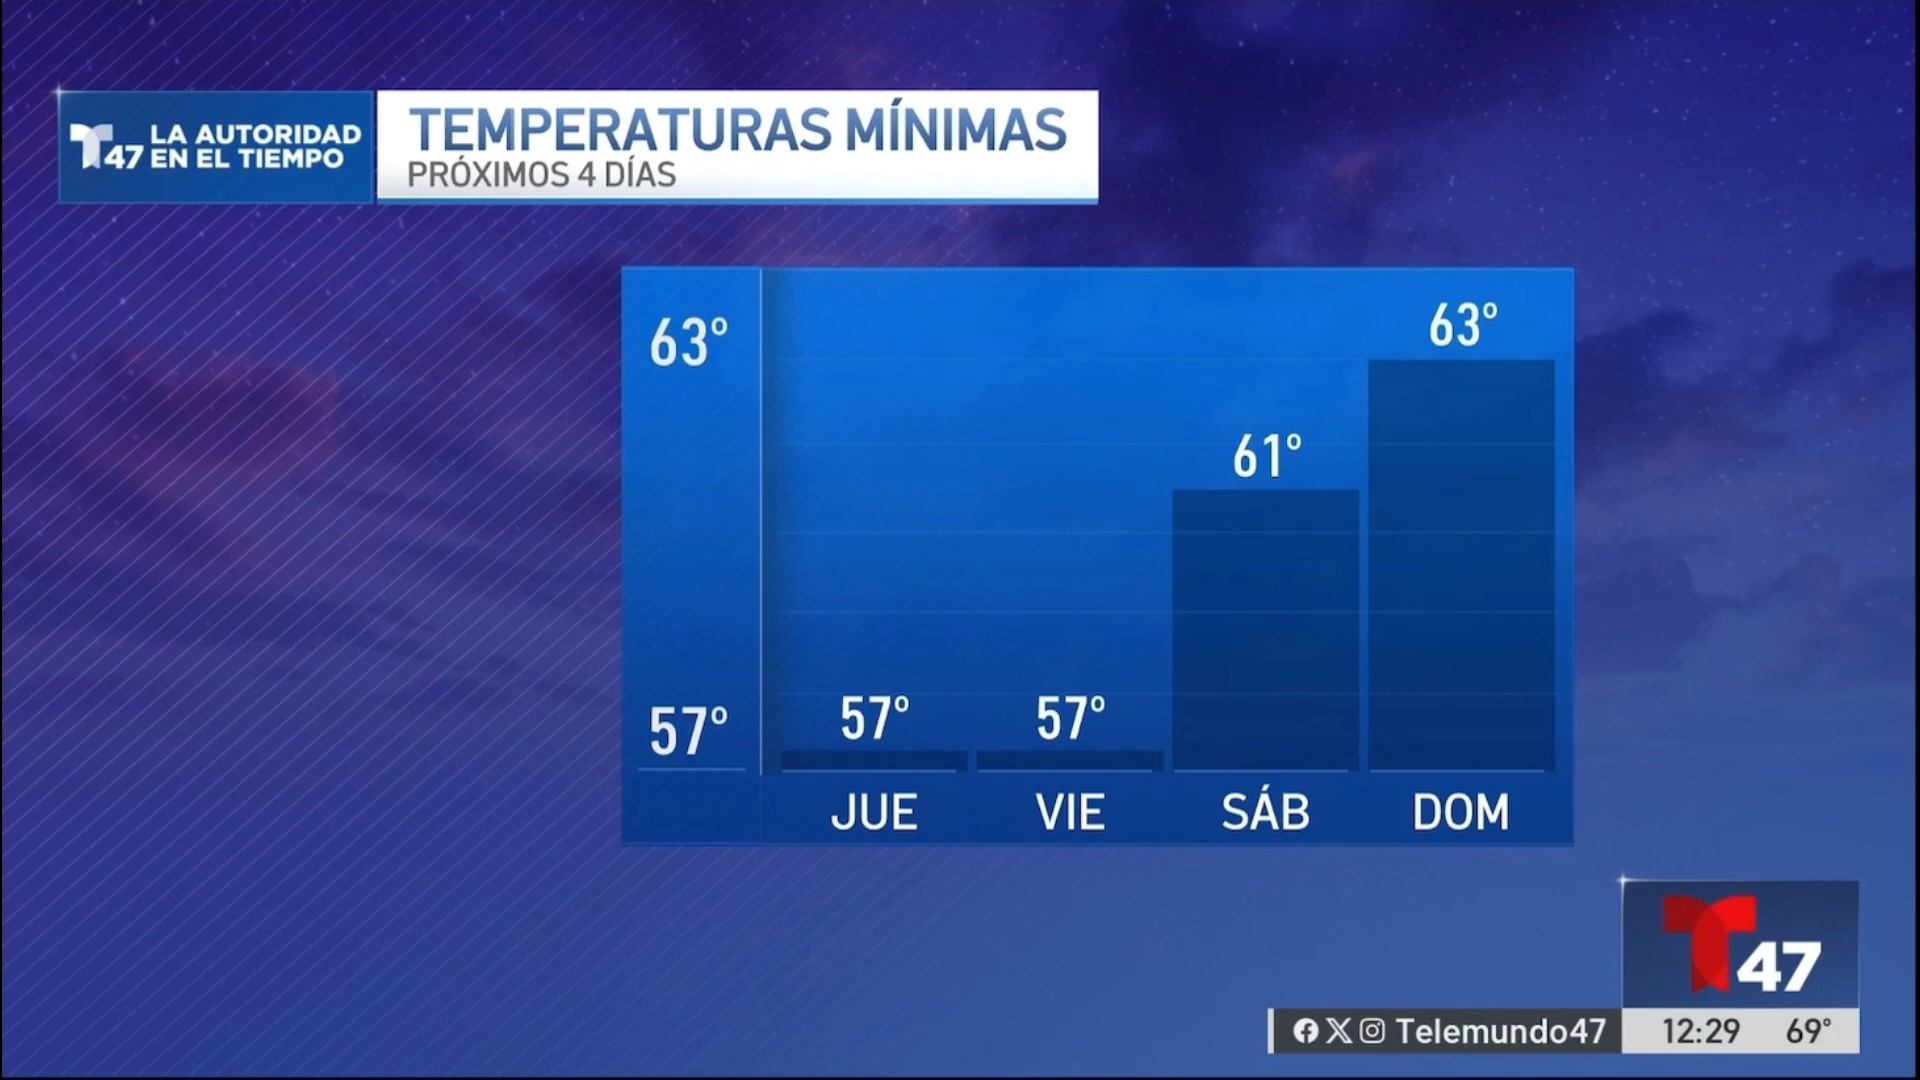 47 LA AUTORIDAD
EN EL TIEMPO
TEMPERATURAS MÍNIMAS
PRÓXIMOS 4 DÍAS
63°
57°
57°
57°
61°
63°
JUE VIE SÁB DOM
47
Telemundo47
12:29 69°